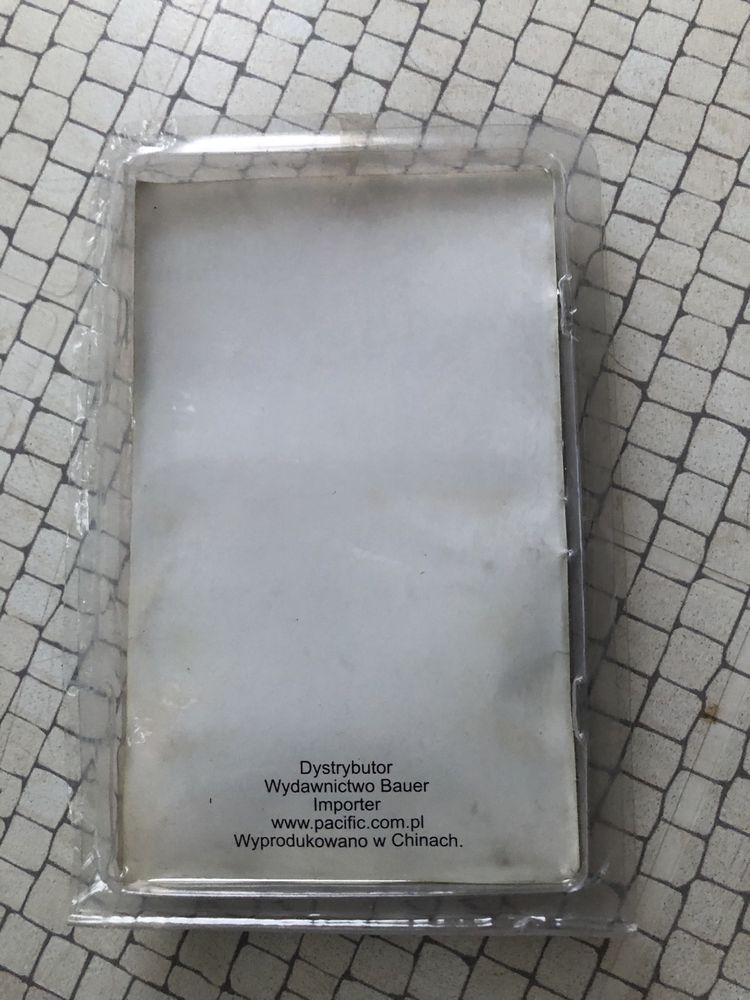 Dystrybutor
Wydawnictwo Bauer
Importer
www.pacific.com.pl
Wyprodukowano w Chinach.